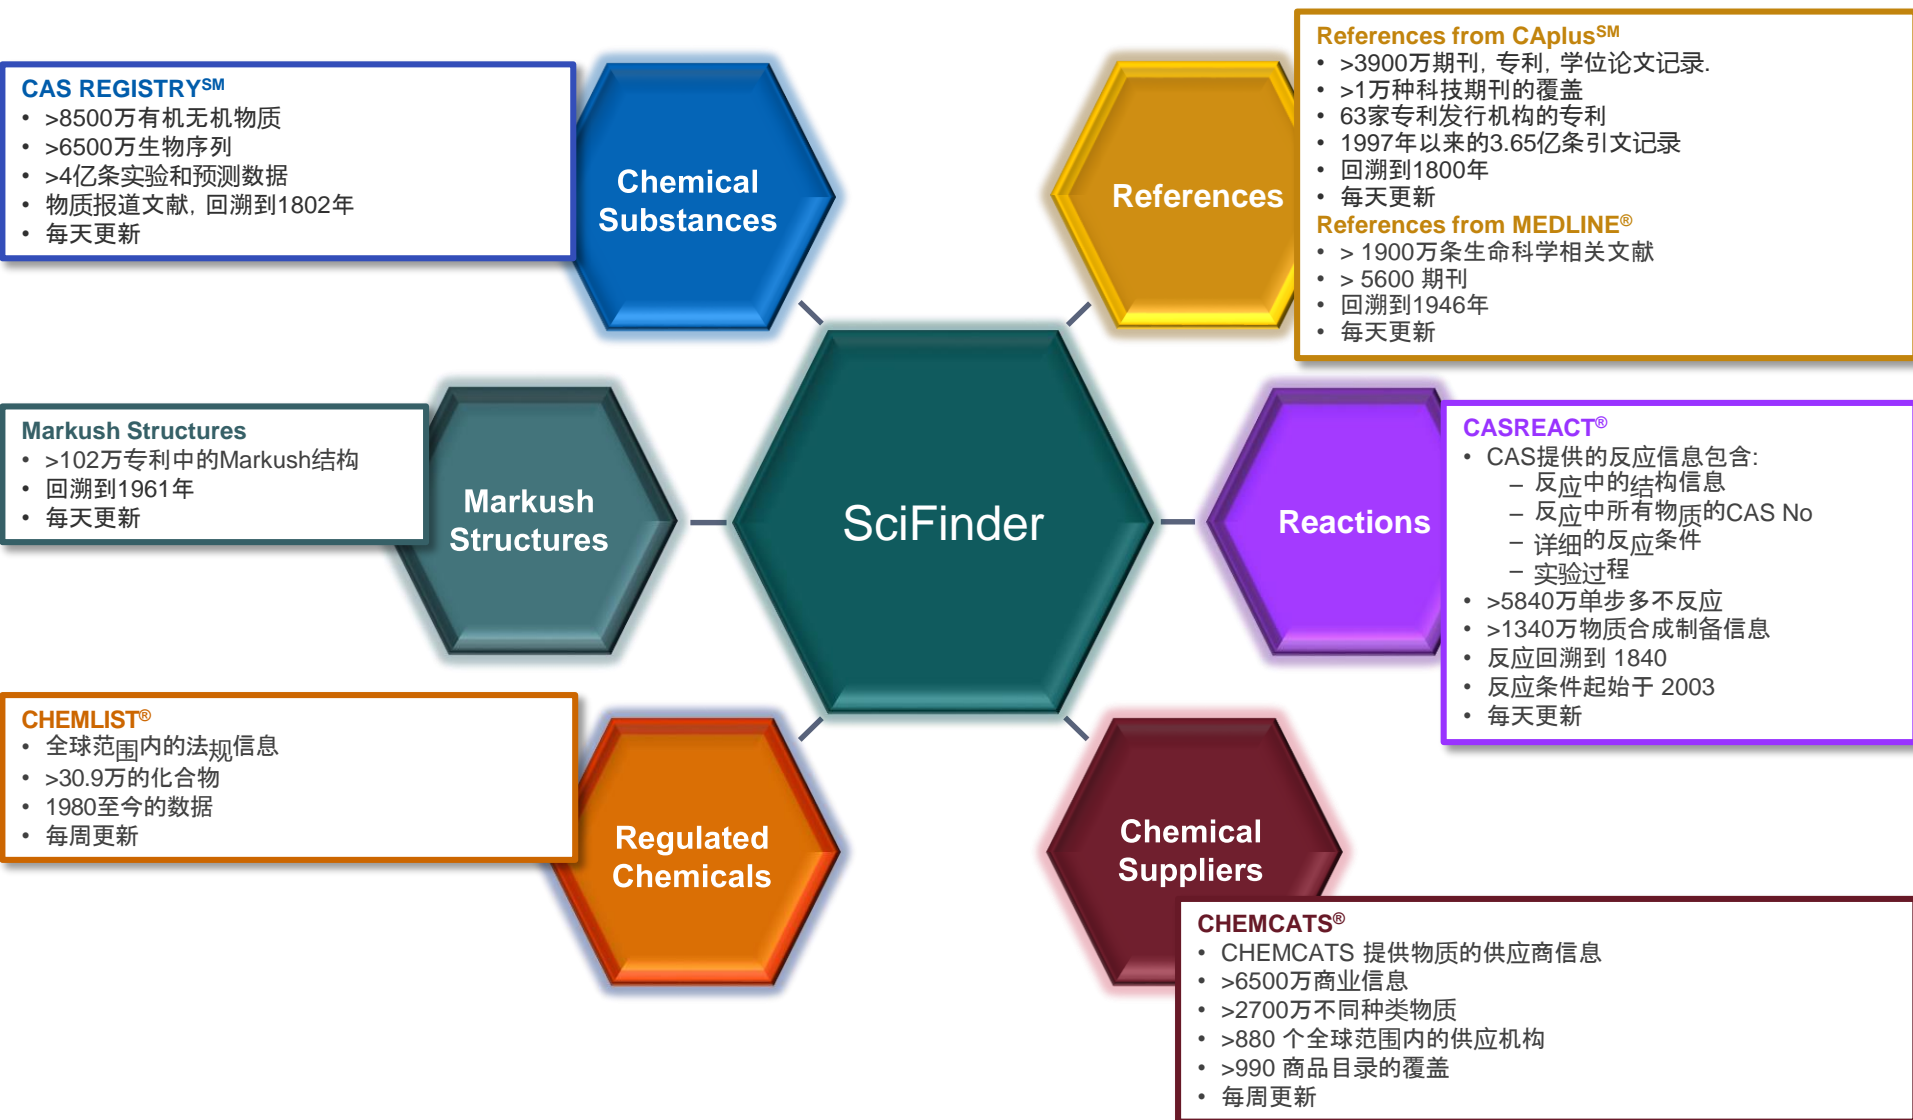 CAS REGISTRY℠
• >8500万有机无机物质
• >6500万生物序列
• >4亿条实验和预测数据
• 物质报道文献, 回溯到1802年
• 每天更新
Chemical
Substances
References
References from CAplus℠
• >3900万期刊, 专利, 学位论文记录.
• >1万种科技期刊的覆盖
• 63家专利发行机构的专利
• 1997年以来的3.65亿条引文记录
• 回溯到1800年
• 每天更新
References from MEDLINE®
• > 1900万条生命科学相关文献
• > 5600 期刊
• 回溯到1946年
• 每天更新
Markush Structures
• >102万专利中的Markush结构
• 回溯到1961年
• 每天更新
Markush
Structures
SciFinder
Reactions
CASREACT®
• CAS提供的反应信息包含:
– 反应中的结构信息
– 反应中所有物质的CAS No
– 详细的反应条件
– 实验过程
• >5840万单步多不反应
• >1340万物质合成制备信息
• 反应回溯到 1840
• 反应条件起始于 2003
• 每天更新
CHEMLIST®
• 全球范围内的法规信息
• >30.9万的化合物
• 1980至今的数据
• 每周更新
Regulated
Chemicals
Chemical
Suppliers
CHEMCATS®
• CHEMCATS 提供物质的供应商信息
• >6500万商业信息
• >2700万不同种类物质
• >880 个全球范围内的供应机构
• >990 商品目录的覆盖
• 每周更新